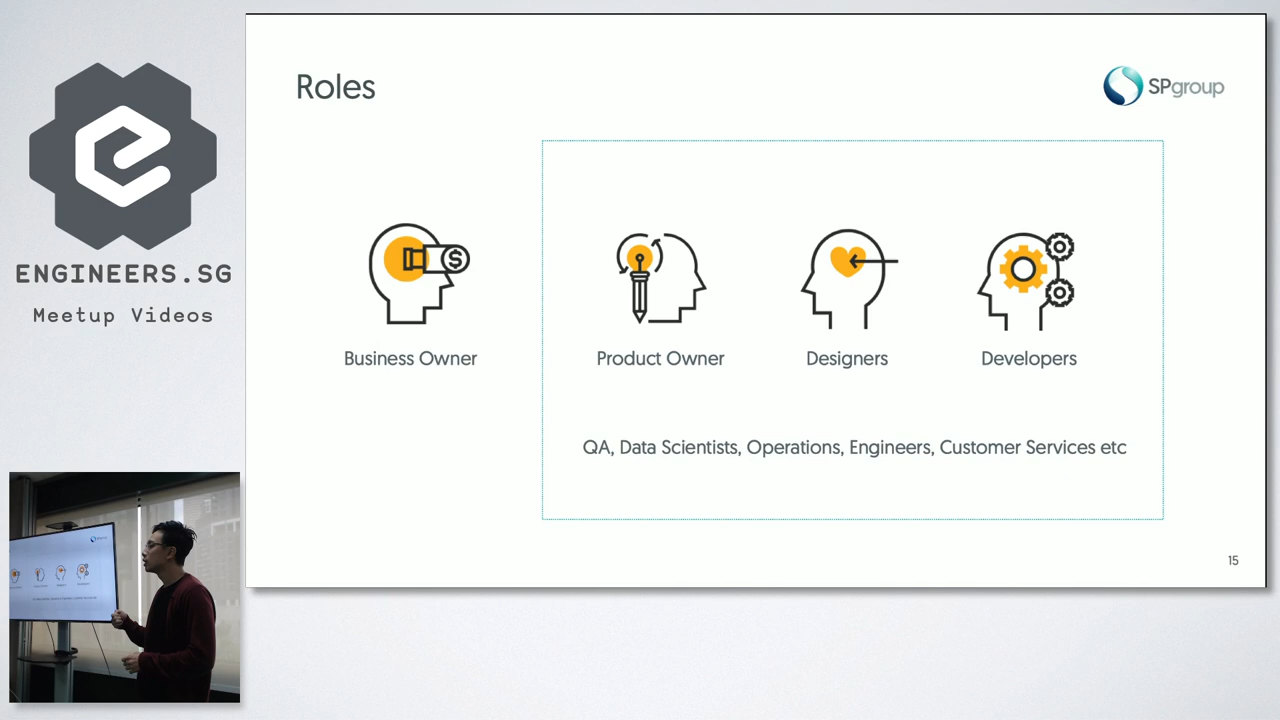 ENGINEERS.SG
Meetup Videos
Roles
SPgroup
Business Owner
Product Owner
Designers
Developers
QA, Data Scientists, Operations, Engineers, Customer Services etc
15